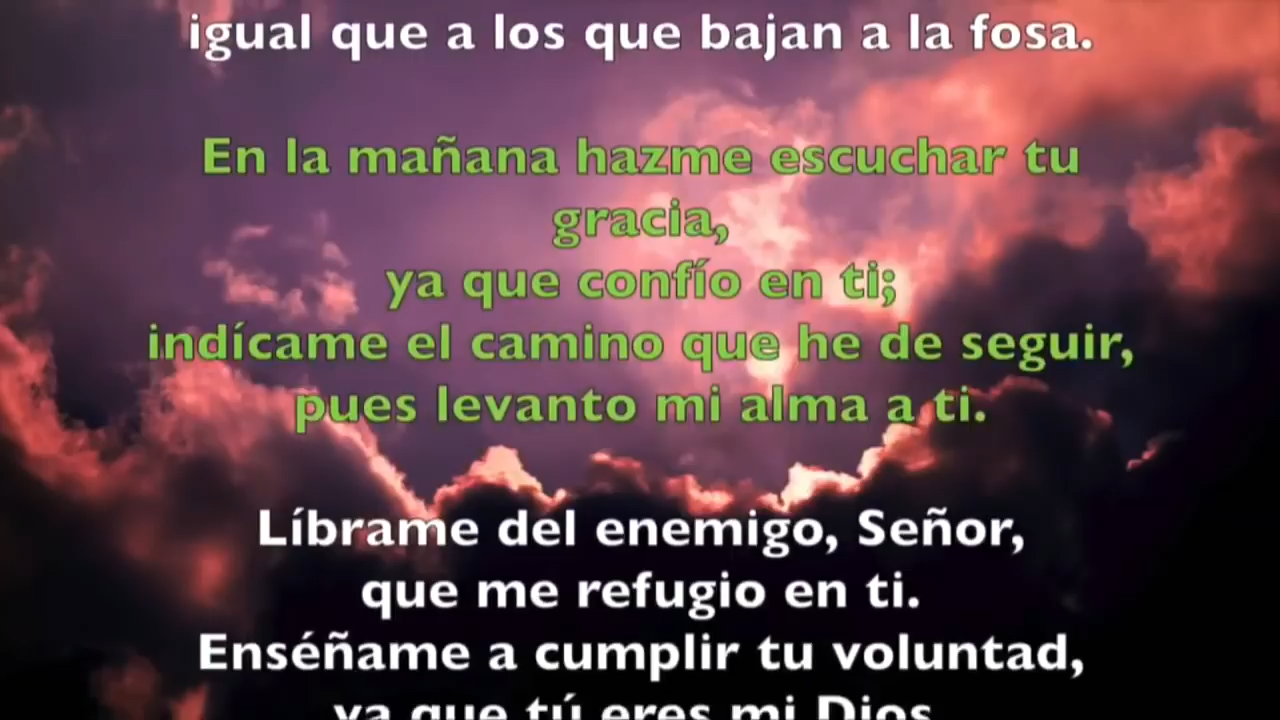 igual que a los que bajan a la fosa.
En la mañana hazme escuchar tu
gracia,
ya que confío en ti;
indícame el camino que he de seguir,
pues levanto mi alma a ti.
Líbrame del enemigo, Señor,
que me refugio en ti.
Enséñame a cumplir tu voluntad,
ya que tú eres mi Dios